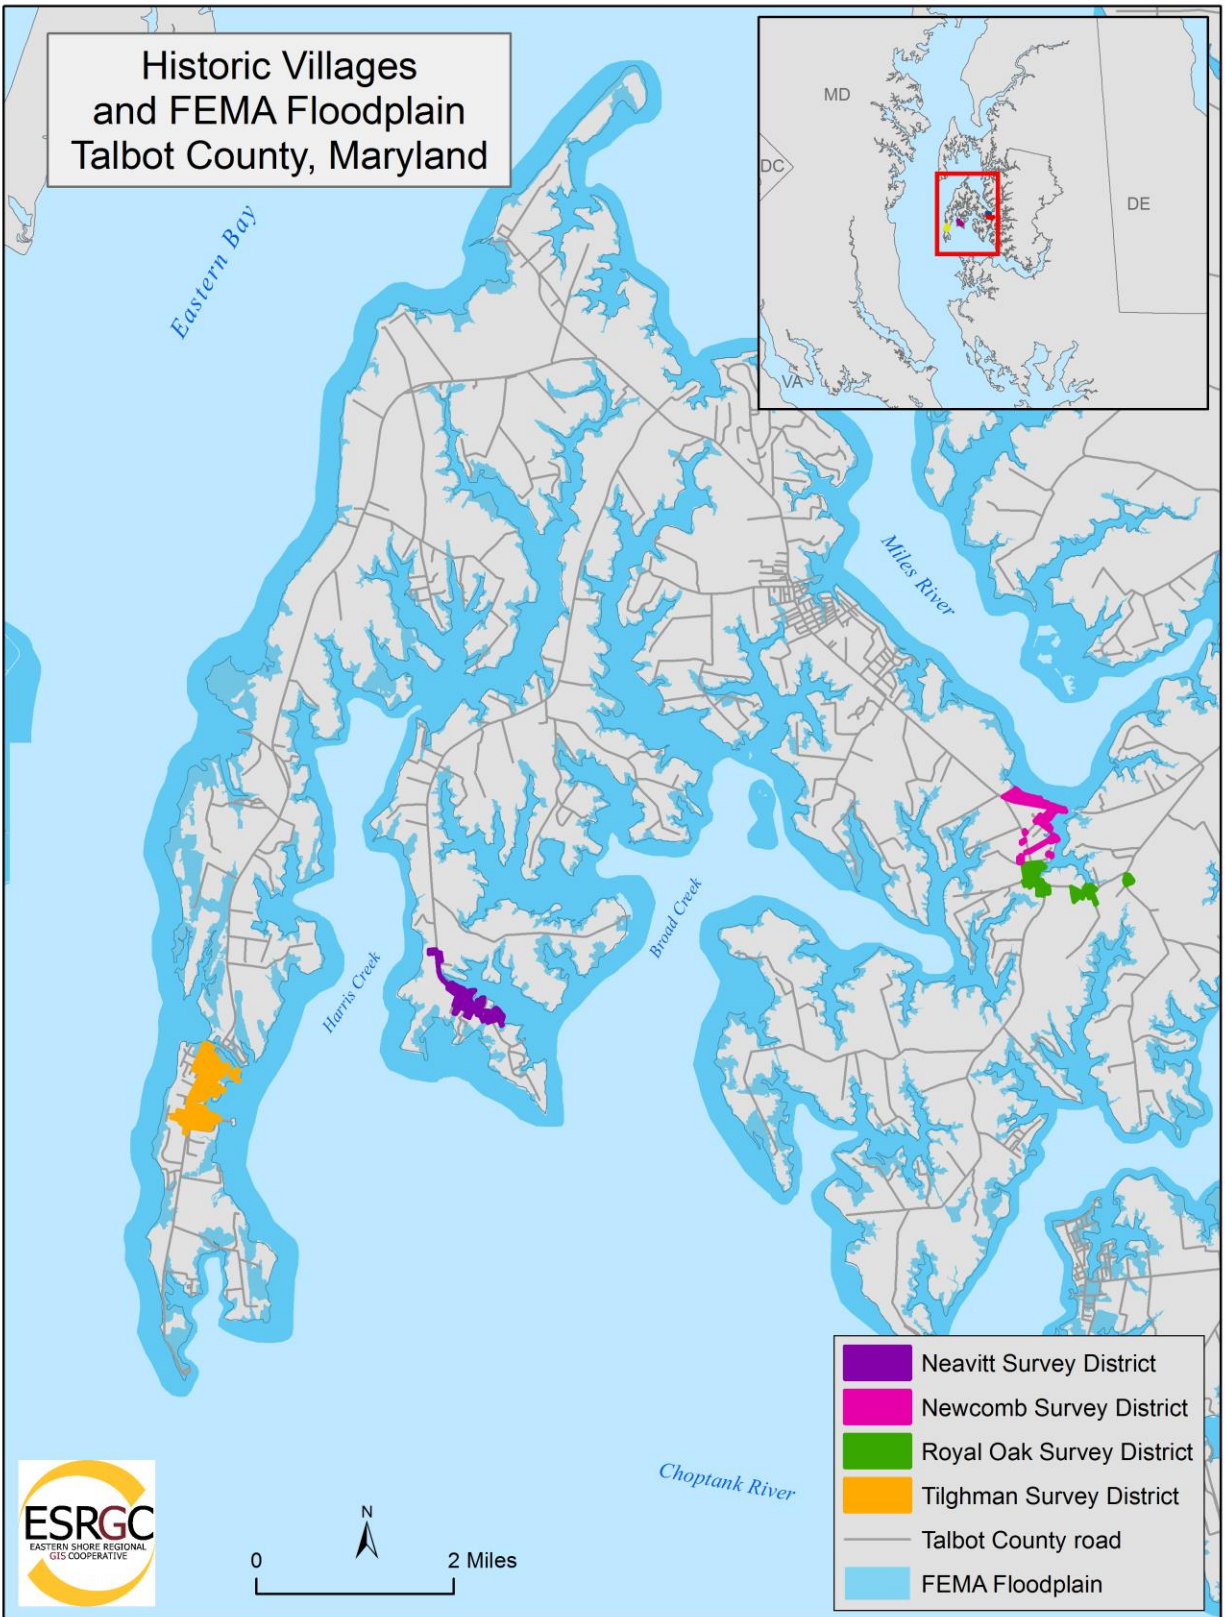 Historic Villages
and FEMA Floodplain
Talbot County, Maryland
MD
DC
DE
VA
Eastern Bay
Miles River
Broad Creek
Harris Creek
Choptank River
Neavitt Survey District
Newcomb Survey District
Royal Oak Survey District
Tilghman Survey District
Talbot County road
FEMA Floodplain
ESRGC
EASTERN SHORE REGIONAL
GIS COOPERATIVE
N
0 2 Miles